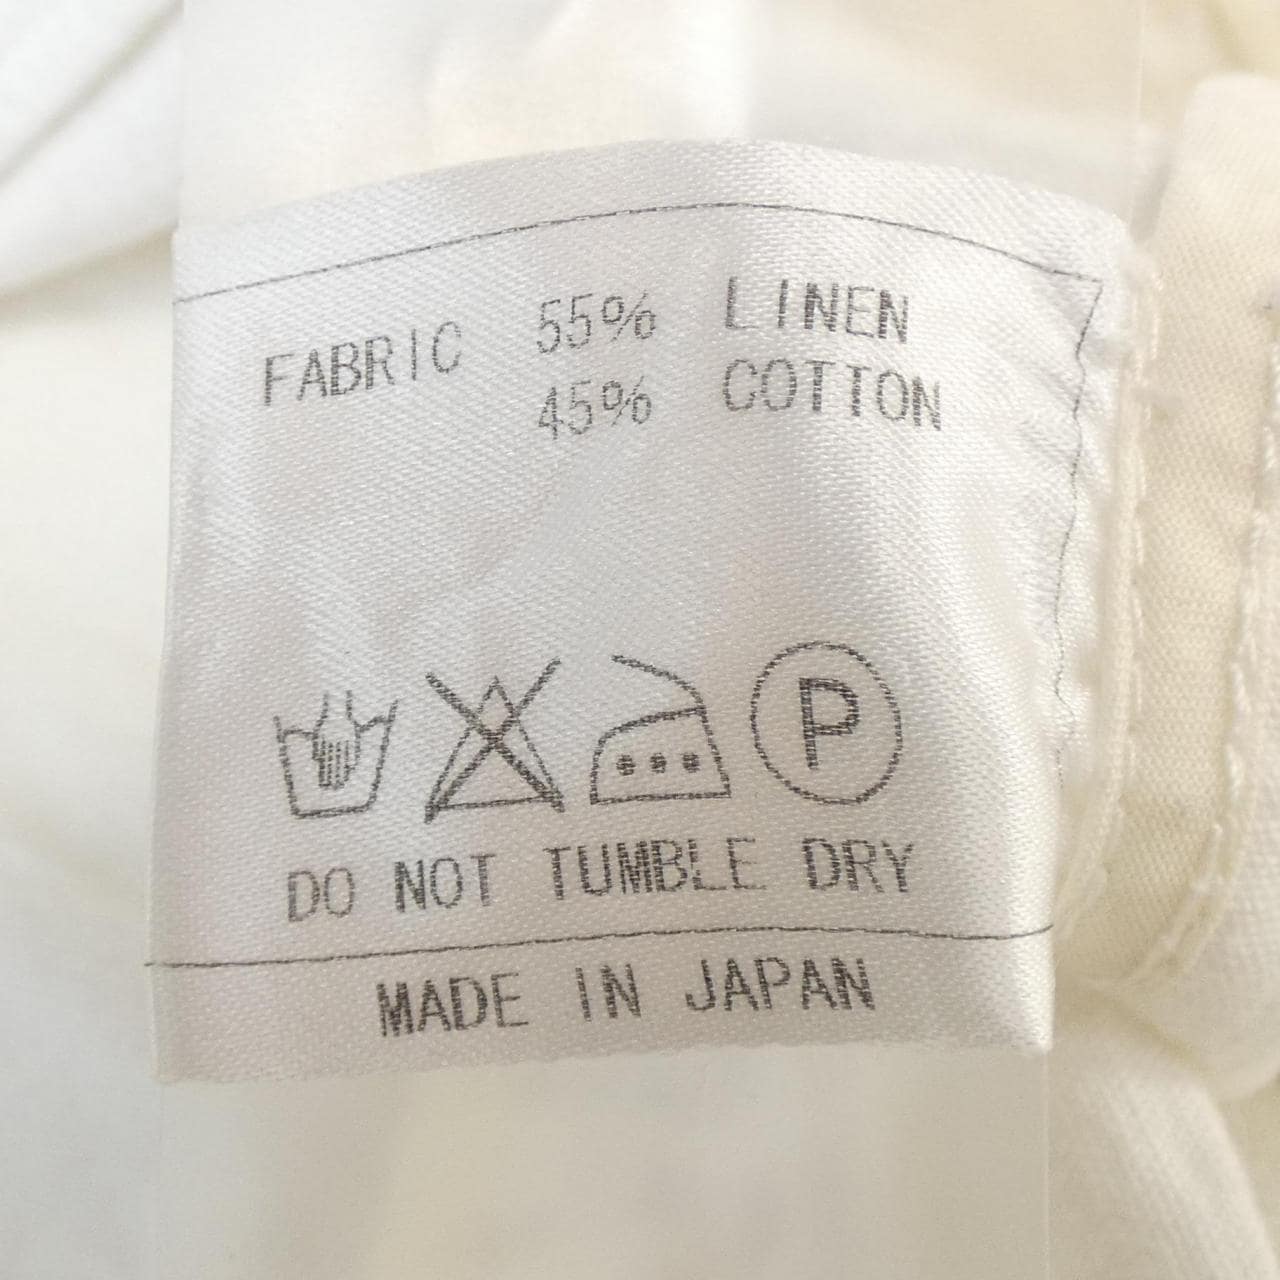 FABRIC 55% LINEN
45% COTTON
P
DO NOT TUMBLE DRY
MADE IN JAPAN